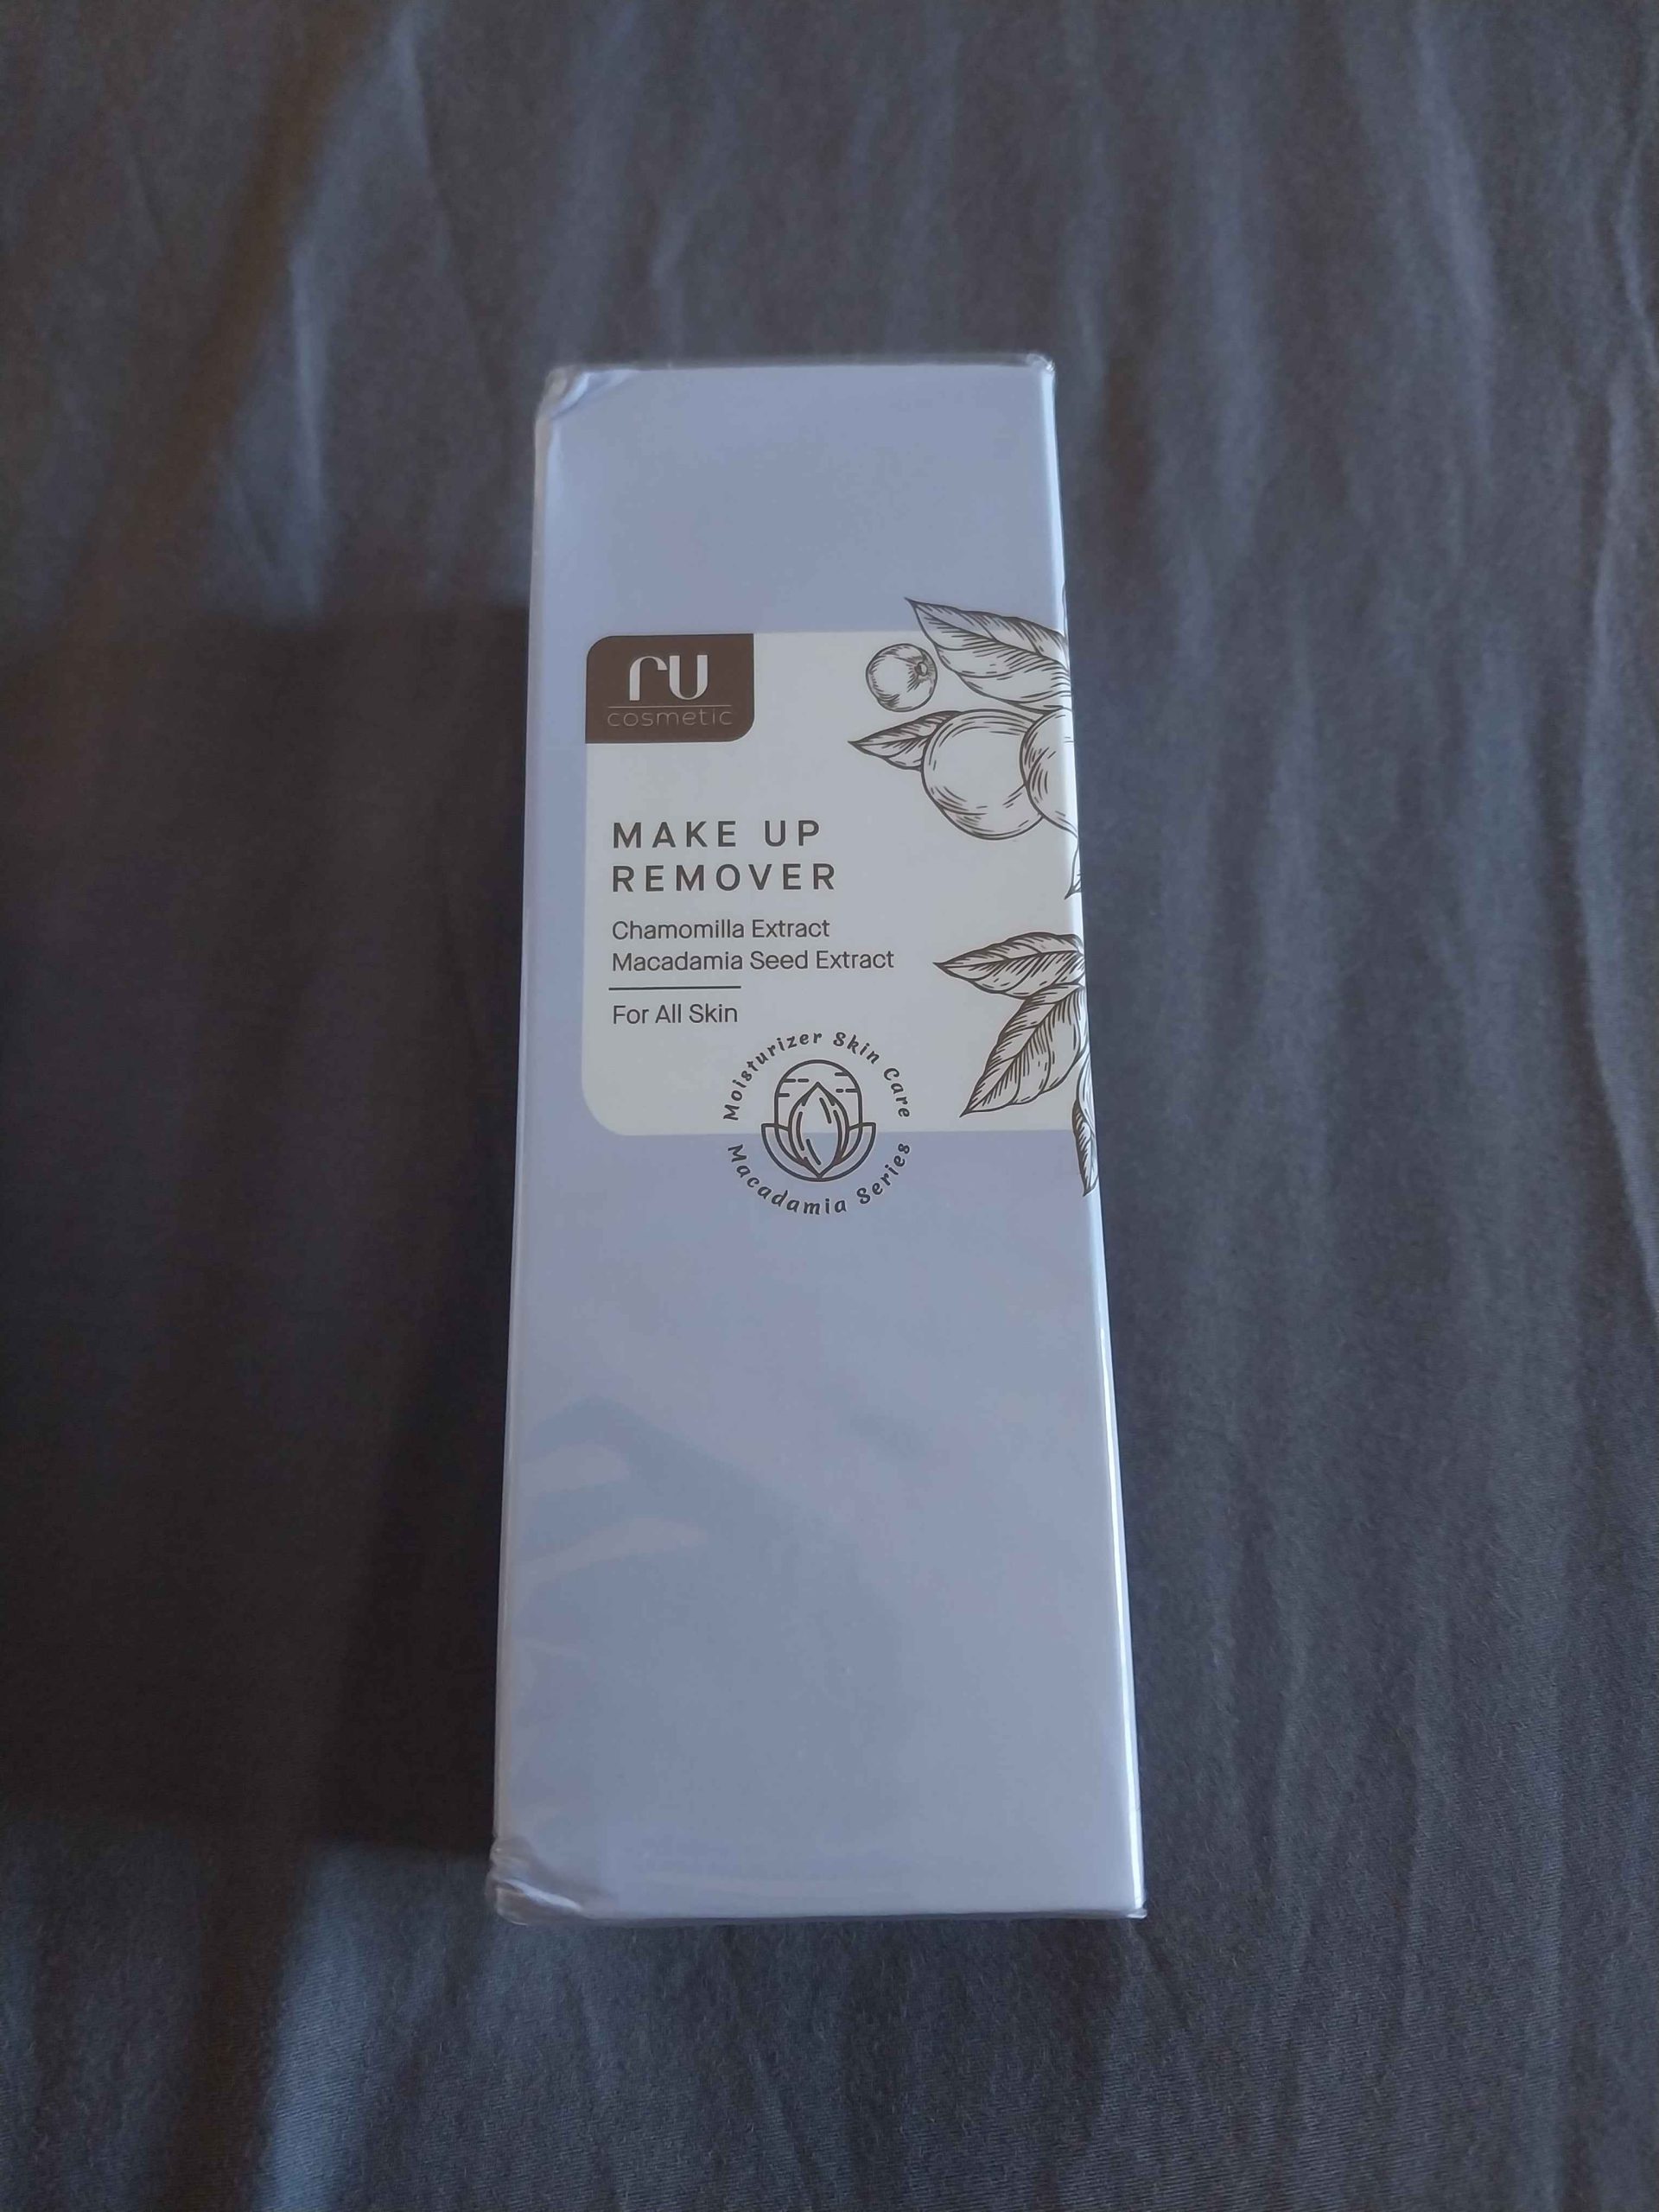 ru
cosmetic
MAKE UP
REMOVER
Chamomilla Extract
Macadamia Seed Extract
For All Skin
Moisturizer Skin Care
Macadamia Series